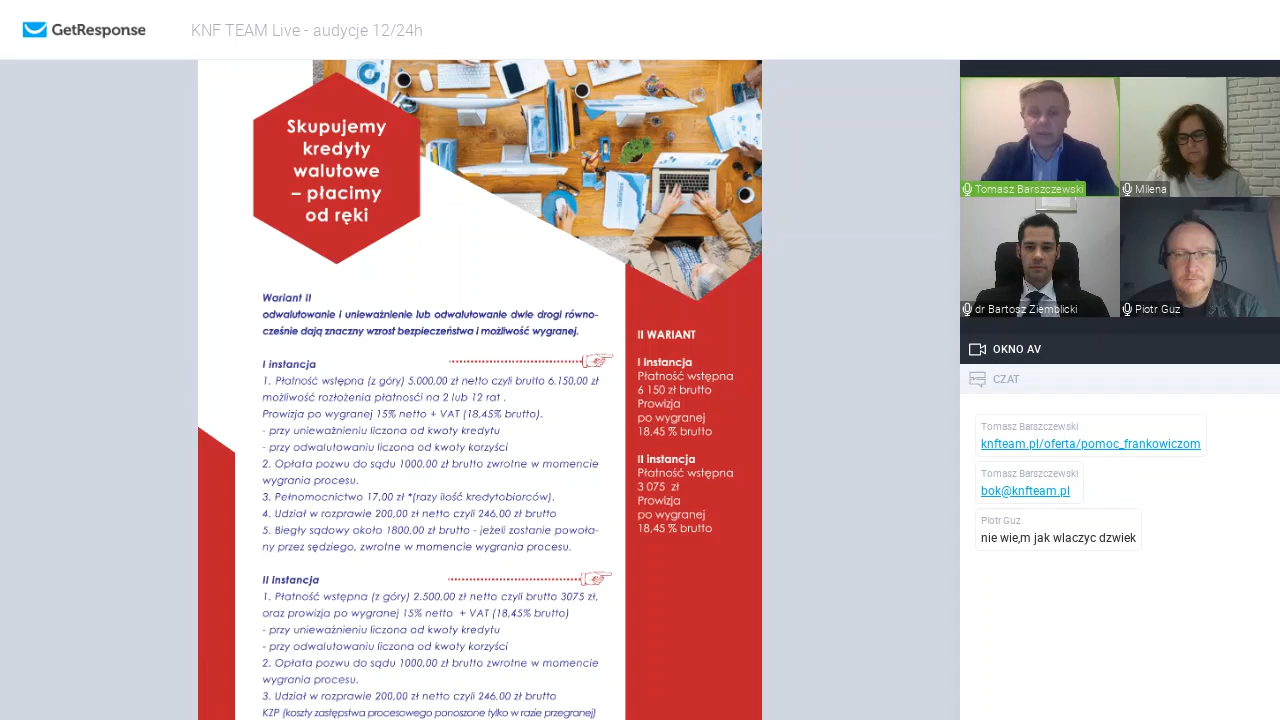 GetResponse
KNF TEAM Live - audycje 12/24h
Skupujemy
kredyty
walutowe
– płacimy
od ręki
Wariant II
odwalutowanie i unieważnienie lub odwalutowanie dwie drogi równo-
cześnie dają znaczny wzrost bezpieczeństwa i możliwość wygranej.
I instancja
1. Płatność wstępna (z góry) 5.000,00 zł netto czyli brutto 6.150,00 zł
możliwość rozłożenia płatności na 2 lub 12 rat .
Prowizja po wygranej 15% netto + VAT (18,45% brutto).
- przy unieważnieniu liczona od kwoty kredytu
- przy odwalutowaniu liczona od kwoty korzyści
2. Opłata pozwu do sądu 1000,00 zł brutto zwrotne w momencie
wygrania procesu.
3. Pełnomocnictwo 17,00 zł *(razy ilość kredytobiorców).
4. Udział w rozprawie 200,00 zł netto czyli 246,00 zł brutto
5. Biegły sądowy około 1800,00 zł brutto - jeżeli zostanie powoła-
ny przez sędziego, zwrotne w momencie wygrania procesu.
II instancja
1. Płatność wstępna (z góry) 2.500,00 zł netto czyli brutto 3075 zł,
oraz prowizja po wygranej 15% netto + VAT (18,45% brutto)
- przy unieważnieniu liczona od kwoty kredytu
- przy odwalutowaniu liczona od kwoty korzyści
2. Opłata pozwu do sądu 1000,00 zł brutto zwrotne w momencie
wygrania procesu.
3. Udział w rozprawie 200,00 zł netto czyli 246,00 zł brutto
KZP (koszty zastępstwa procesowego ponoszone tylko w razie przegranej)
II WARIANT
I instancja
Płatność wstępna
6 150 zł brutto
Prowizja
po wygranej
18,45 % brutto
II instancja
Płatność wstępna
3 075 zł
Prowizja
po wygranej
18,45 % brutto
Tomasz Barszczewski
Milena
dr Bartosz Ziemblicki
Piotr Guz
OKNO AV
CZAT
Tomasz Barszczewski
knfteam.pl/oferta/pomoc_frankowiczom
Tomasz Barszczewski
bok@knfteam.pl
Piotr Guz
nie wie,m jak wlaczyc dzwiek